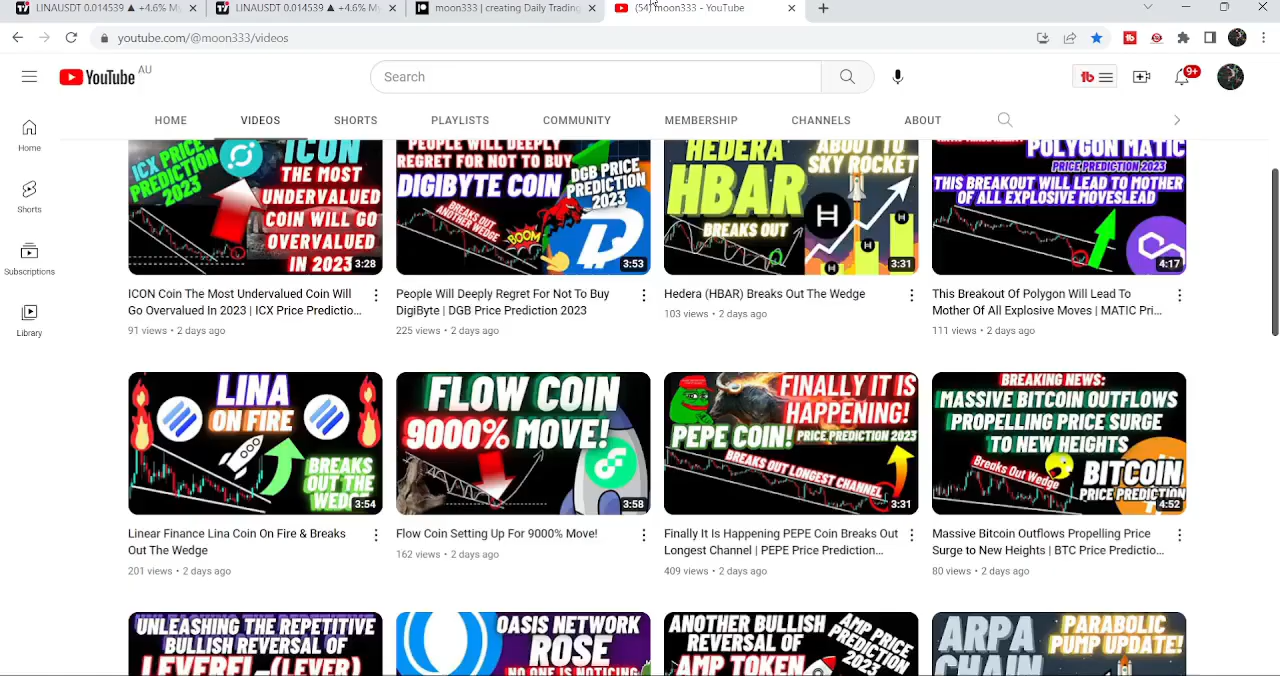 LINAUSDT 0.014539 ▲ +4.6% My
LINAUSDT 0.014539 ▲ +4.6% My
moon333 | creating Daily Trading
(54) moon333 - YouTube
youtube.com/@moon333/videos
YouTube AU
Search
9+
HOME
VIDEOS
SHORTS
PLAYLISTS
COMMUNITY
MEMBERSHIP
CHANNELS
ABOUT
Home
Shorts
Subscriptions
Library
ICX PRICE
PREDICTION
2023
ICON
THE MOST
UNDERVALUED
COIN WILL GO
OVERVALUED
IN 2023
3:28
ICON Coin The Most Undervalued Coin Will
Go Overvalued In 2023 | ICX Price Predictio...
91 views • 2 days ago
PEOPLE WILL DEEPLY
REGRET FOR NOT TO BUY
DIGIBYTE COIN
DGB PRICE
PREDICTION
2023
BREAKS OUT
ANOTHER WEDGE
BOOM
3:53
People Will Deeply Regret For Not To Buy
DigiByte | DGB Price Prediction 2023
225 views • 2 days ago
HEDERA
HBAR
BREAKS OUT
ABOUT TO
SKY ROCKET
3:31
Hedera (HBAR) Breaks Out The Wedge
103 views • 2 days ago
POLYGON MATIC
PRICE PREDICTION 2023
THIS BREAKOUT WILL LEAD TO MOTHER
OF ALL EXPLOSIVE MOVESLEAD
4:17
This Breakout Of Polygon Will Lead To
Mother Of All Explosive Moves | MATIC Pri...
111 views • 2 days ago
LINA
ON FIRE
BREAKS
OUT THE
WEDG
3:54
Linear Finance Lina Coin On Fire & Breaks
Out The Wedge
201 views • 2 days ago
FLOW COIN
9000% MOVE!
3:58
Flow Coin Setting Up For 9000% Move!
162 views • 2 days ago
FINALLY IT IS
HAPPENING!
PEPE COIN!
PRICE PREDICTION 2023
BREAKS OUT LONGEST CHANNEL
3:31
Finally It Is Happening PEPE Coin Breaks Out
Longest Channel | PEPE Price Prediction...
409 views • 2 days ago
BREAKING NEWS:
MASSIVE BITCOIN OUTFLOWS
PROPELLING PRICE SURGE
TO NEW HEIGHTS
Breaks Out Wedge
BITCOIN
PRICE PREDICTION
4:52
Massive Bitcoin Outflows Propelling Price
Surge to New Heights | BTC Price Predictio...
80 views • 2 days ago
UNLEASHING THE REPETITIVE
BULLISH REVERSAL OF
LEVERFI (LEVER)
OASIS NETWORK
ROSE
NO ONE IS NOTICING
ANOTHER BULLISH
REVERSAL OF
AMP TOKEN
AMP PRICE
PREDICTION
2023
ARPA
CHAIN
PARABOLIC
PUMP UPDATE!